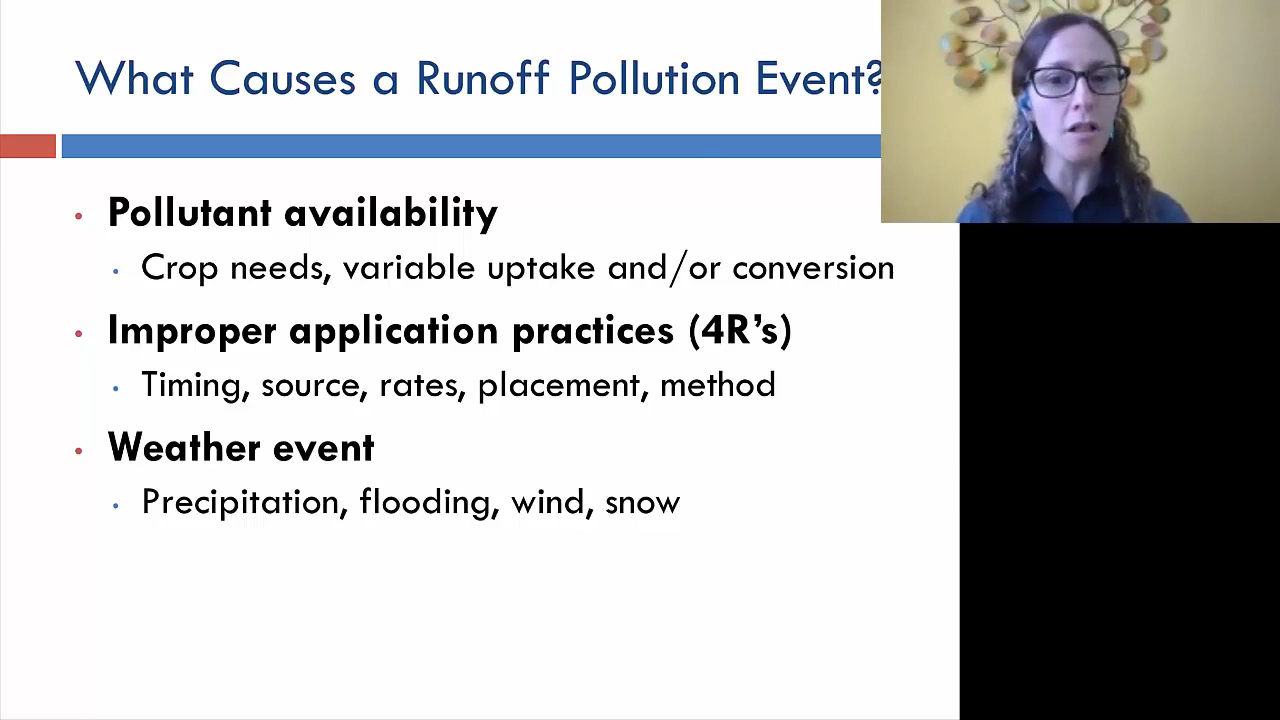 What Causes a Runoff Pollution Event?
• Pollutant availability
• Crop needs, variable uptake and/or conversion
• Improper application practices (4R’s)
• Timing, source, rates, placement, method
• Weather event
• Precipitation, flooding, wind, snow